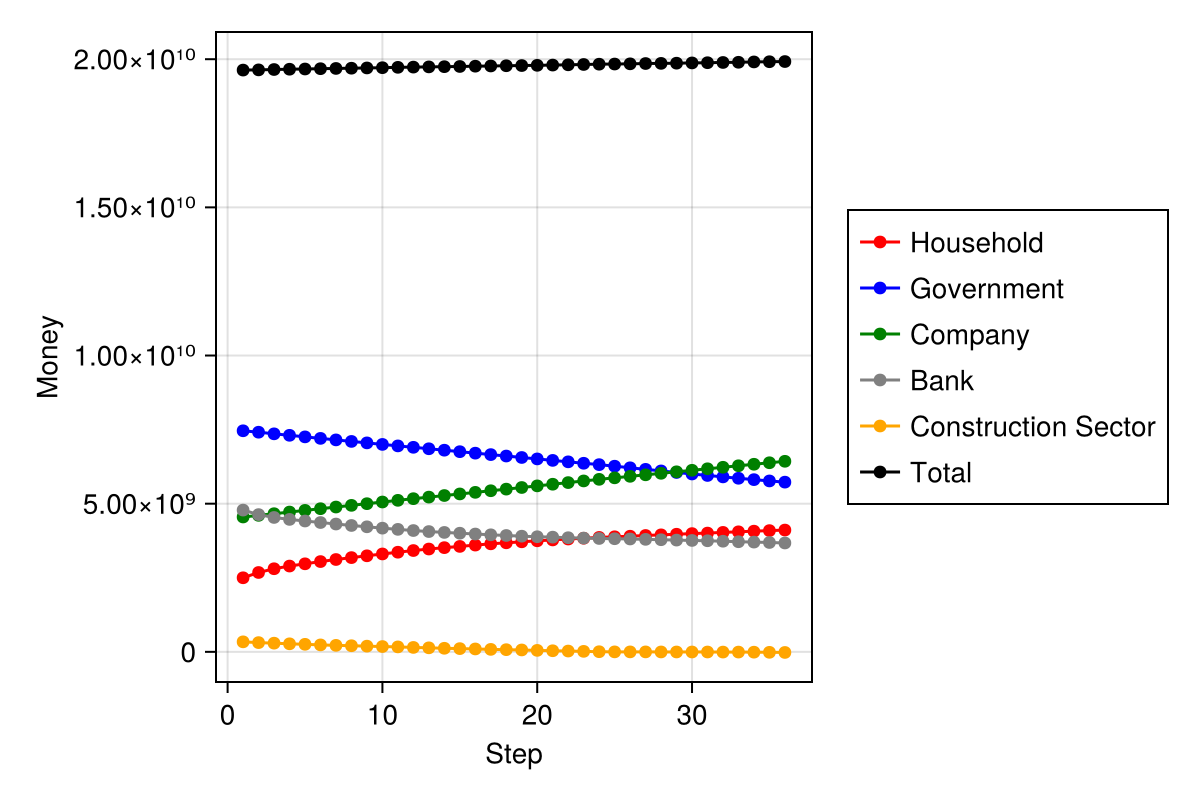 2.00×10¹⁰
1.50×10¹⁰
1.00×10¹⁰
5.00×10⁹
0
Money
0 10 20 30
Step
Household
Government
Company
Bank
Construction Sector
Total